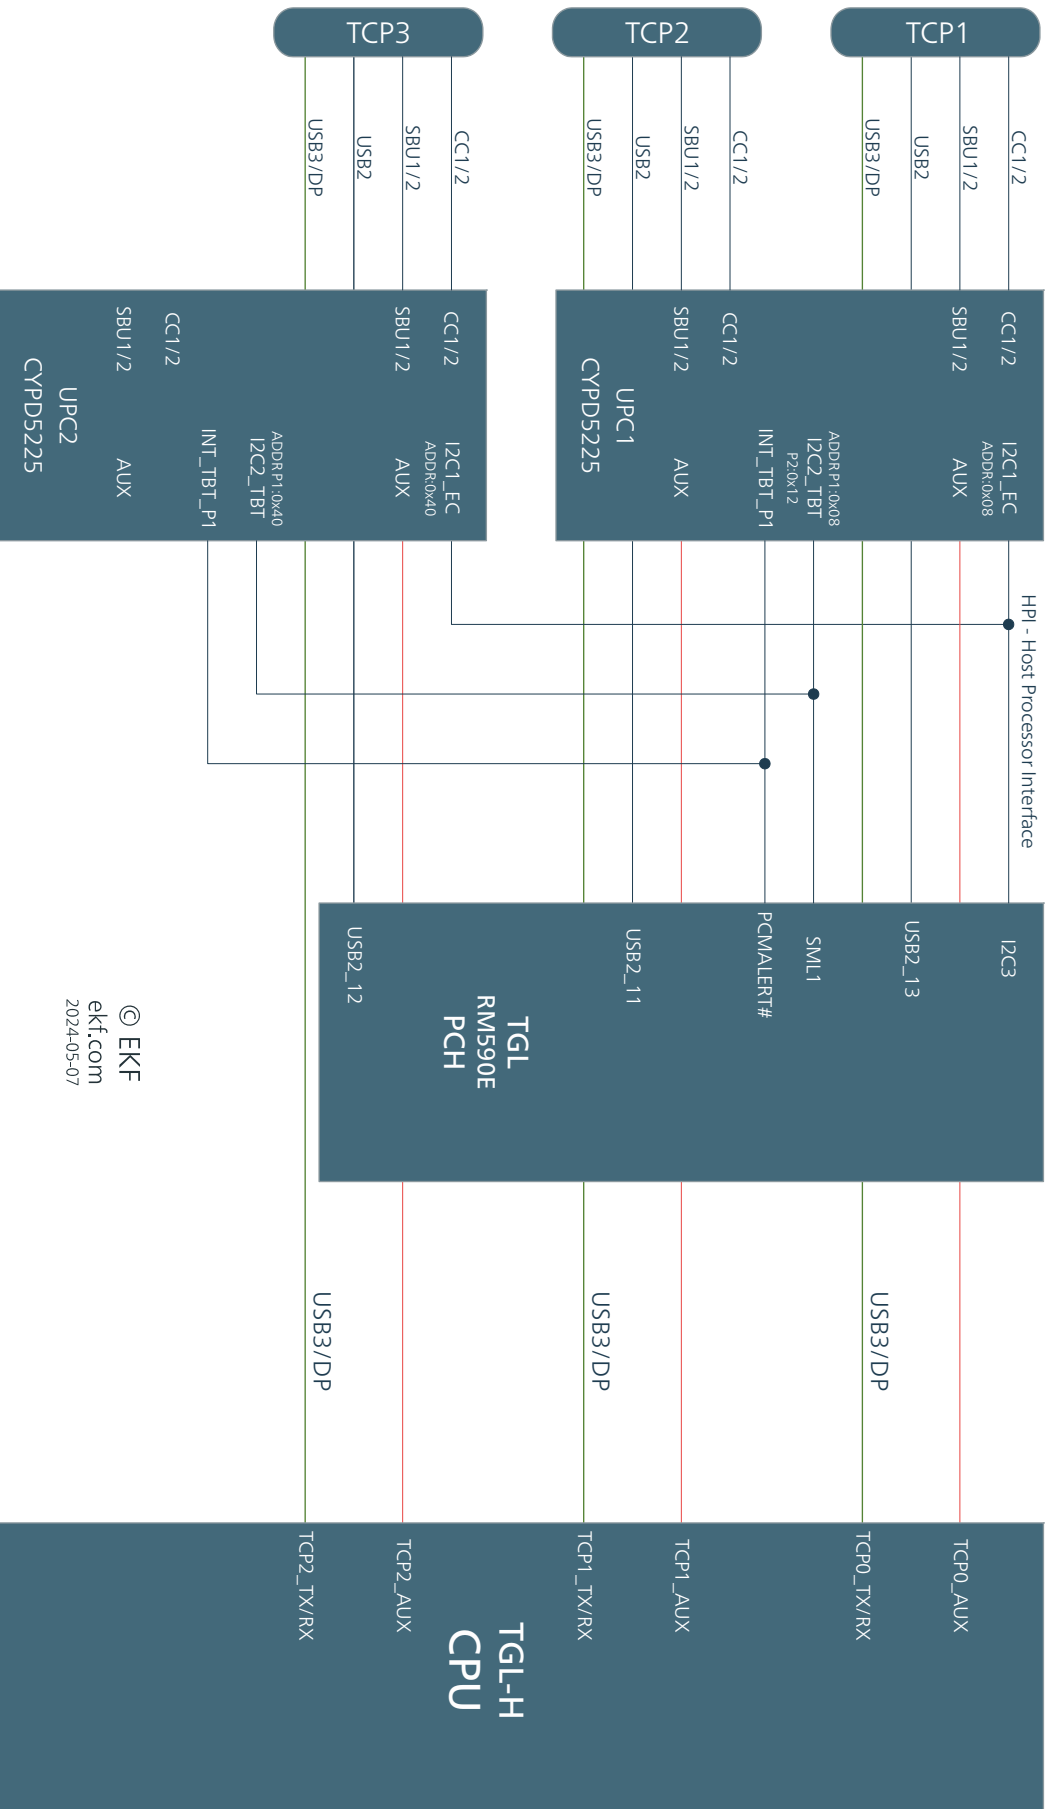 TCP3
TCP2
TCP1
USB3/DP
USB2
SBU1/2
CC1/2
USB3/DP
USB2
SBU1/2
CC1/2
USB3/DP
USB2
SBU1/2
CC1/2
CC1/2
SBU1/2
I2C1_EC
ADDR:0x08
AUX
ADDR P1:0x08
I2C2_TBT
P2:0x12
INT_TBT_P1
CC1/2
SBU1/2
AUX
UPC1
CYPD5225
CC1/2
SBU1/2
I2C1_EC
ADDR:0x40
AUX
ADDR P1:0x40
I2C2_TBT
INT_TBT_P1
CC1/2
SBU1/2
AUX
UPC2
CYPD5225
HPI - Host Processor Interface
I2C3
USB2_13
SML1
PCMALERT#
USB2_11
USB2_12
TGL
RM590E
PCH
© EKF
ekf.com
2024-05-07
USB3/DP
USB3/DP
USB3/DP
TCP0_AUX
TCP0_TX/RX
TCP1_AUX
TCP1_TX/RX
TCP2_AUX
TCP2_TX/RX
TGL-H
CPU